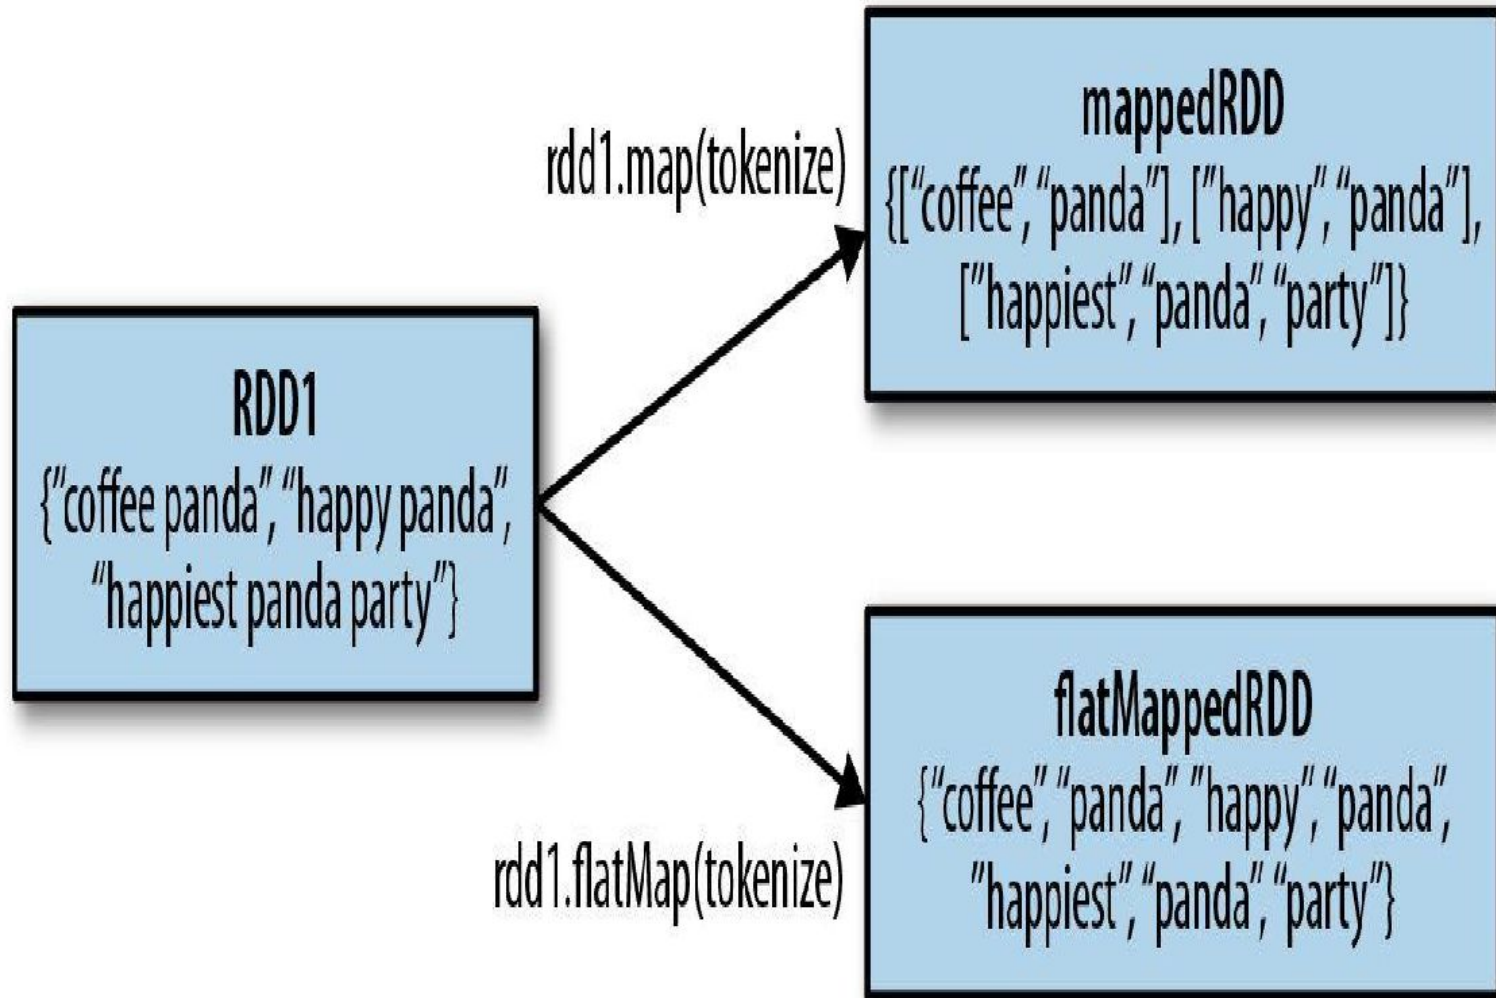 rdd1.map(tokenize)
mappedRDD
{[“coffee”, “panda”], [”happy”, “panda”],
[”happiest”, “panda”, “party”]}
RDD1
{”coffee panda”, “happy panda”,
“happiest panda party”}
rdd1.flatMap(tokenize)
flatMappedRDD
{”coffee”, “panda”, ”happy”, “panda”,
”happiest”, “panda”, “party”}